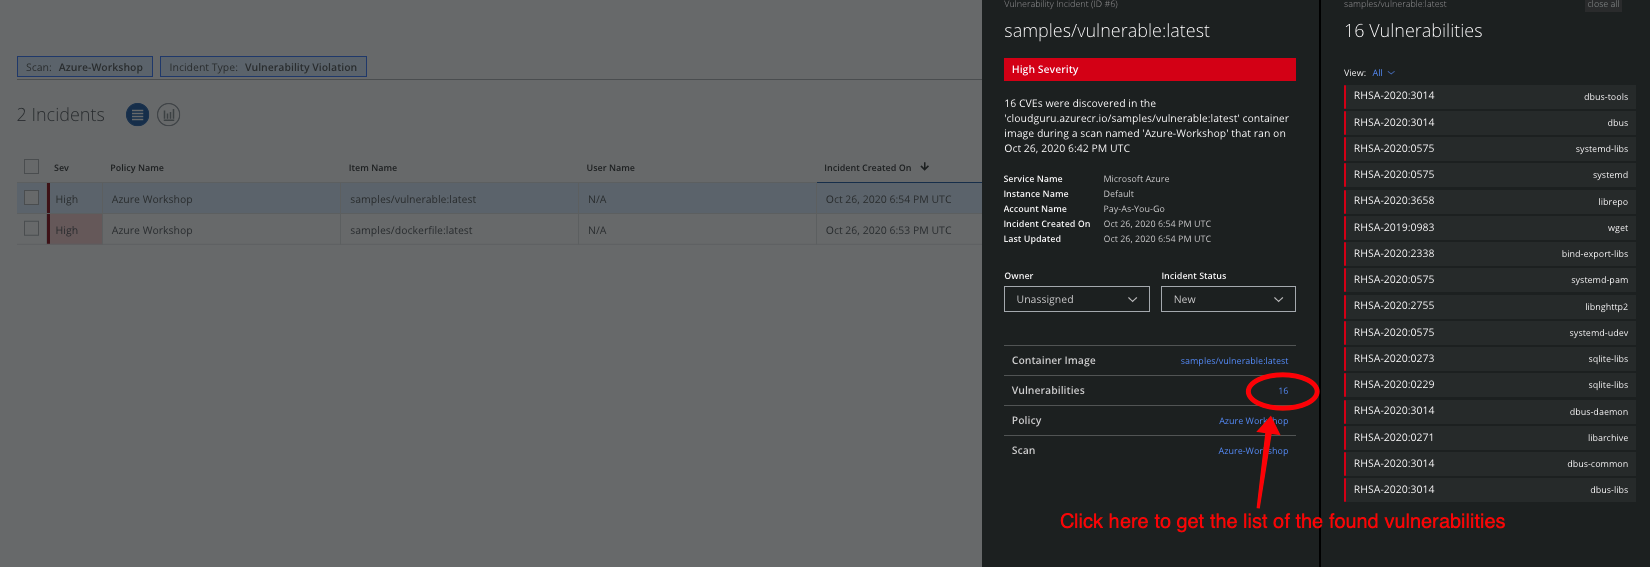 Scan: Azure-Workshop
Incident Type: Vulnerability Violation
2 Incidents
Sev Policy Name Item Name User Name Incident Created On
High Azure Workshop samples/vulnerable:latest N/A Oct 26, 2020 6:54 PM UTC
High Azure Workshop samples/dockerfile:latest N/A Oct 26, 2020 6:53 PM UTC
Vulnerability Incident (ID #6)
samples/vulnerable:latest
High Severity
16 CVEs were discovered in the
'cloudguru.azurecr.io/samples/vulnerable:latest' container
image during a scan named 'Azure-Workshop' that ran on
Oct 26, 2020 6:42 PM UTC
Service Name Microsoft Azure
Instance Name Default
Account Name Pay-As-You-Go
Incident Created On Oct 26, 2020 6:54 PM UTC
Last Updated Oct 26, 2020 6:54 PM UTC
Owner Incident Status
Unassigned New
Container Image samples/vulnerable:latest
Vulnerabilities 16
Policy Azure Workshop
Scan Azure-Workshop
Click here to get the list of the found vulnerabilities
samples/vulnerable:latest close all
16 Vulnerabilities
View: All
RHSA-2020:3014 dbus-tools
RHSA-2020:3014 dbus
RHSA-2020:0575 systemd-libs
RHSA-2020:0575 systemd
RHSA-2020:3658 librepo
RHSA-2019:0983 wget
RHSA-2020:2338 bind-export-libs
RHSA-2020:0575 systemd-pam
RHSA-2020:2755 libnghttp2
RHSA-2020:0575 systemd-udev
RHSA-2020:0273 sqlite-libs
RHSA-2020:0229 sqlite-libs
RHSA-2020:3014 dbus-daemon
RHSA-2020:0271 libarchive
RHSA-2020:3014 dbus-common
RHSA-2020:3014 dbus-libs